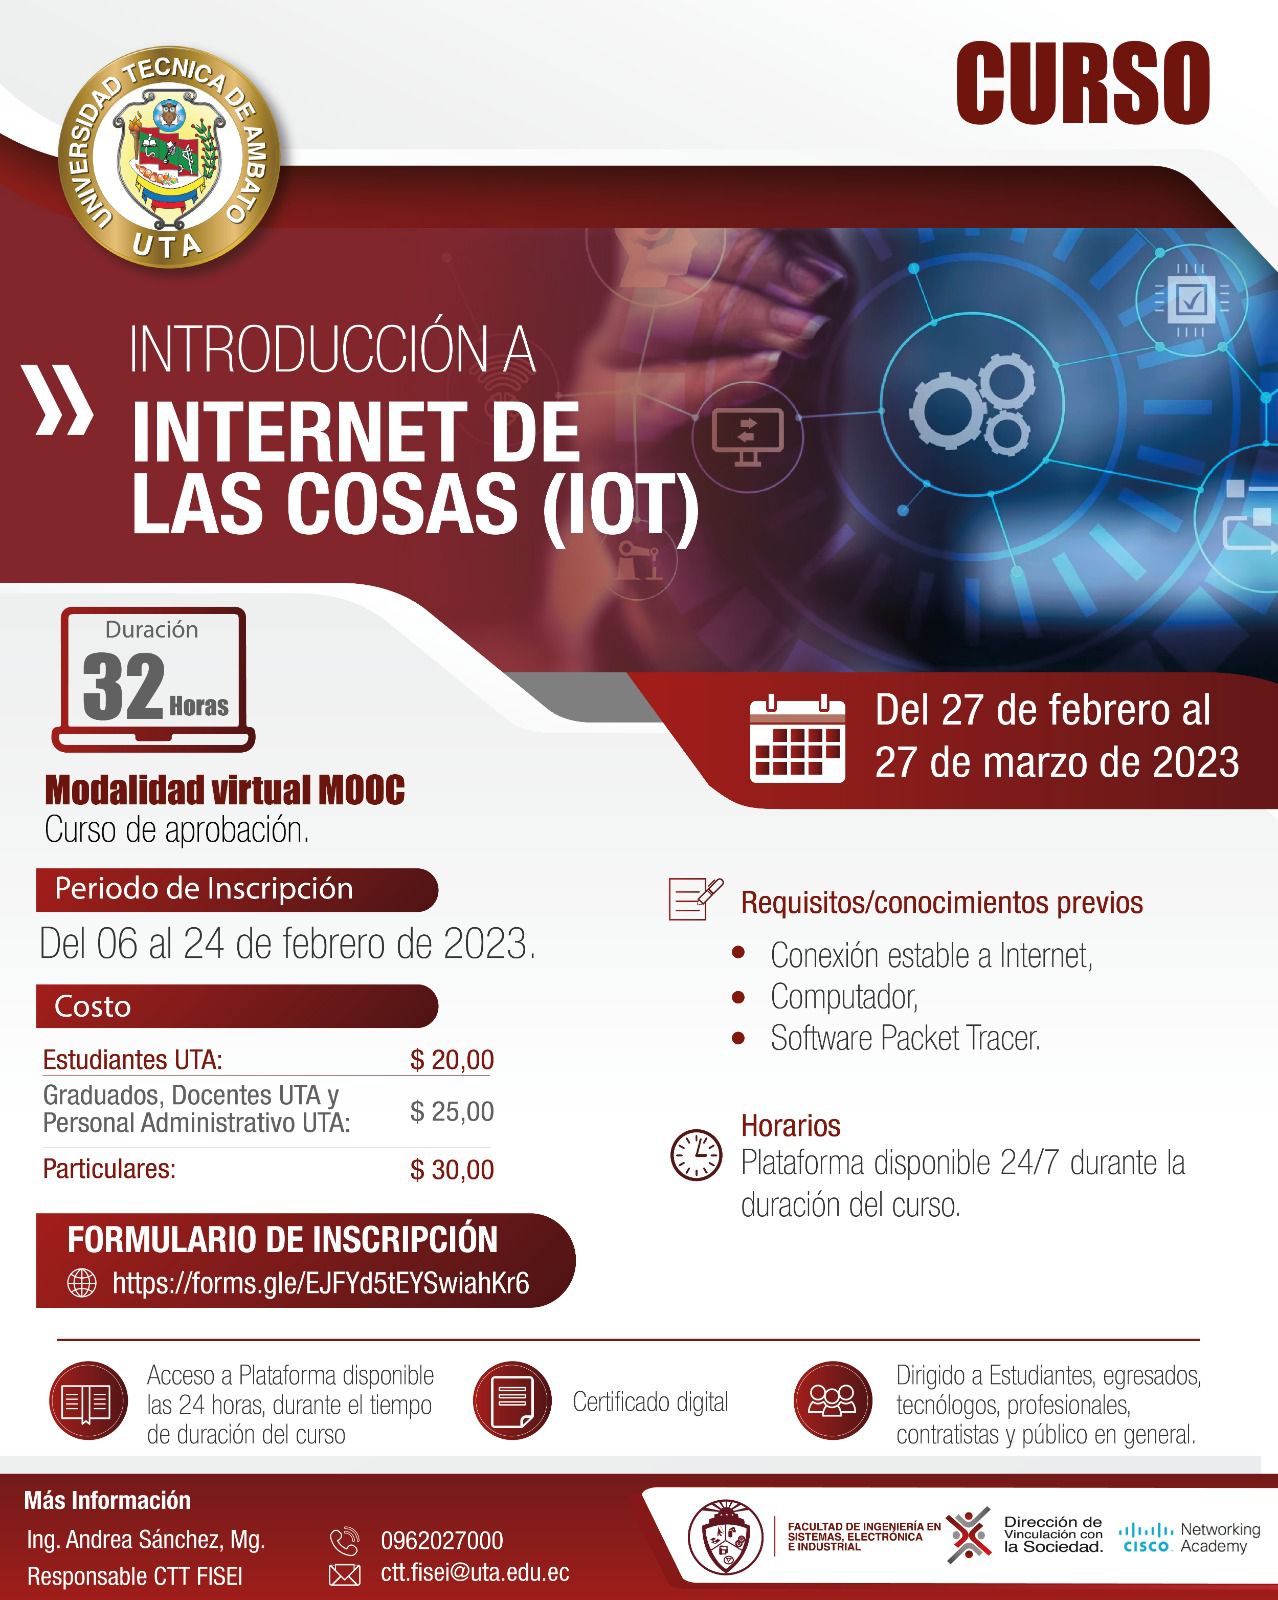 CURSO
UNIVERSIDAD TECNICA DE AMBATO
UTA
INTRODUCCIÓN A
INTERNET DE
LAS COSAS (IOT)
Duración
32 Horas
Modalidad virtual MOOC
Curso de aprobación.
Del 27 de febrero al
27 de marzo de 2023
Periodo de Inscripción
Del 06 al 24 de febrero de 2023.
Costo
Estudiantes UTA: $ 20,00
Graduados, Docentes UTA y
Personal Administrativo UTA: $ 25,00
Particulares: $ 30,00
FORMULARIO DE INSCRIPCIÓN
https://forms.gle/EJFYd5tEYSwiahKr6
Requisitos/conocimientos previos
• Conexión estable a Internet,
• Computador,
• Software Packet Tracer.
Horarios
Plataforma disponible 24/7 durante la
duración del curso.
Acceso a Plataforma disponible
las 24 horas, durante el tiempo
de duración del curso
Certificado digital
Dirigido a Estudiantes, egresados,
tecnólogos, profesionales,
contratistas y público en general.
Más Información
Ing. Andrea Sánchez, Mg.
Responsable CTT FISEI
0962027000
ctt.fisei@uta.edu.ec
FACULTAD DE INGENIERÍA EN
SISTEMAS, ELECTRÓNICA
E INDUSTRIAL
Dirección de
Vinculación con
la Sociedad.
CISCO
Networking
Academy